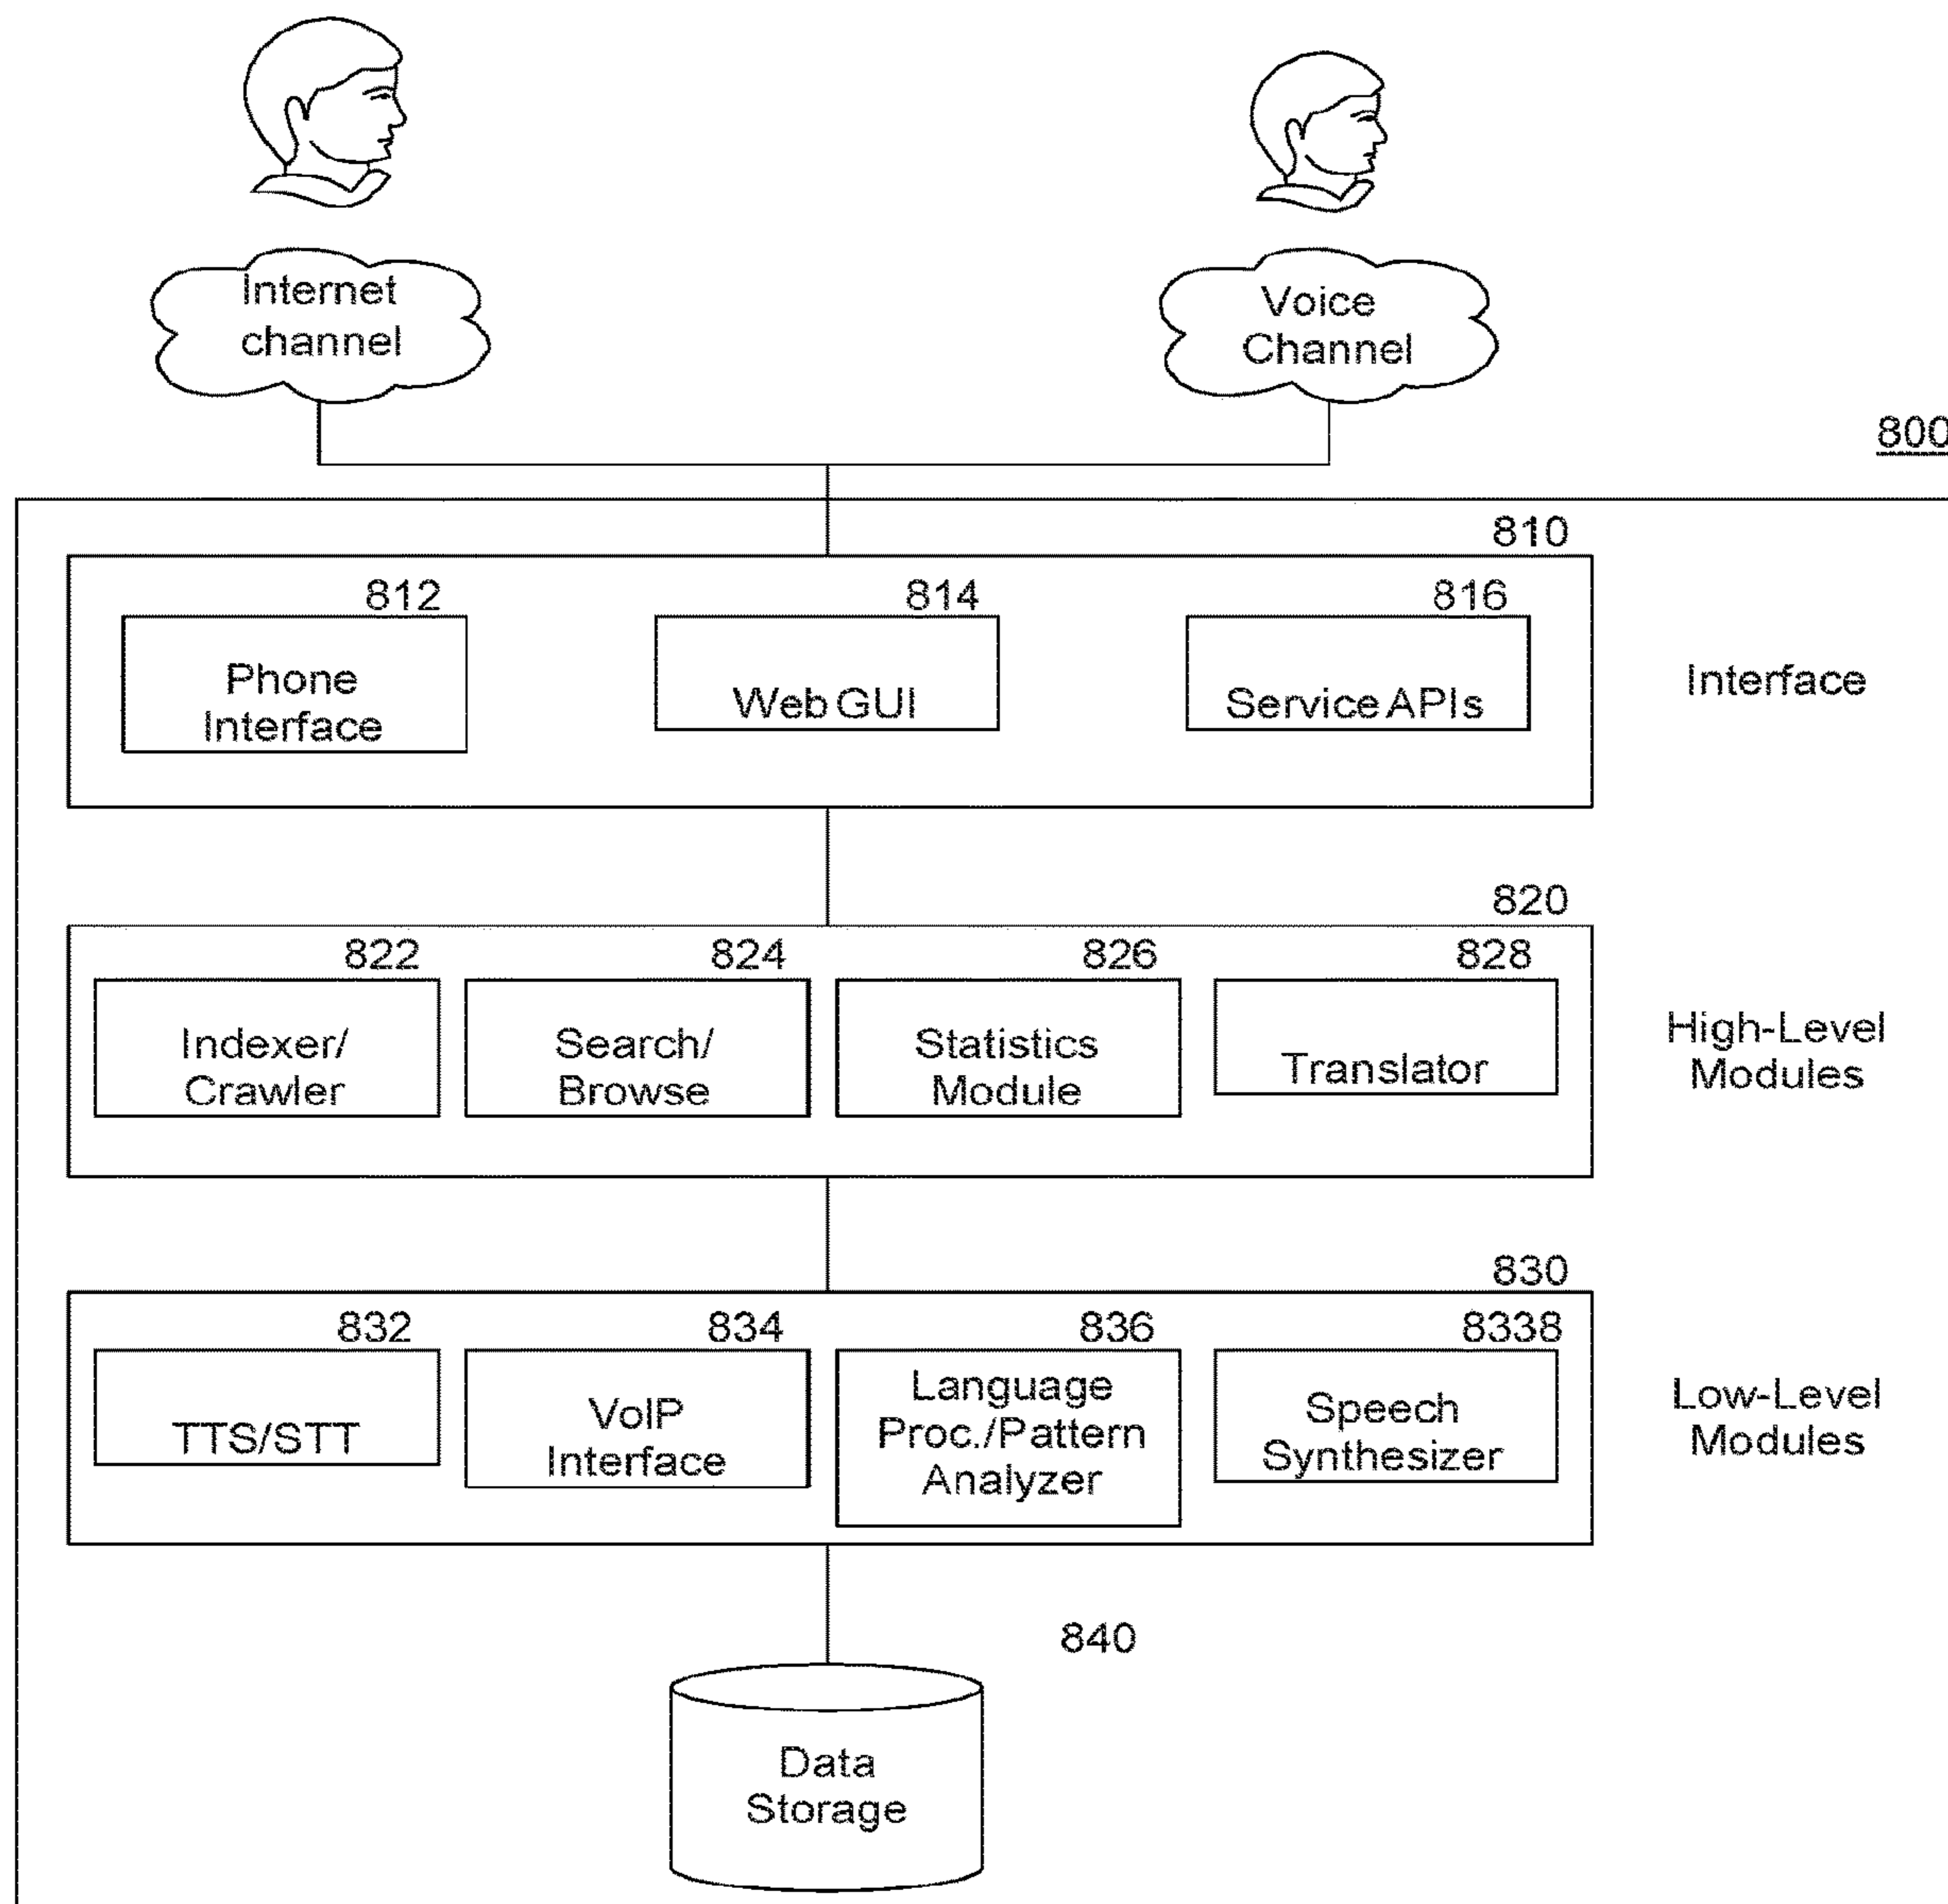 Internet
channel
Voice
Channel
800
810
812
814
816
Phone
Interface
Web GUI
Service APIs
Interface
820
822
824
826
828
Indexer/
Crawler
Search/
Browse
Statistics
Module
Translator
High-Level
Modules
830
832
834
836
8338
TTS/STT
VoIP
Interface
Language
Proc./Pattern
Analyzer
Speech
Synthesizer
Low-Level
Modules
840
Data
Storage